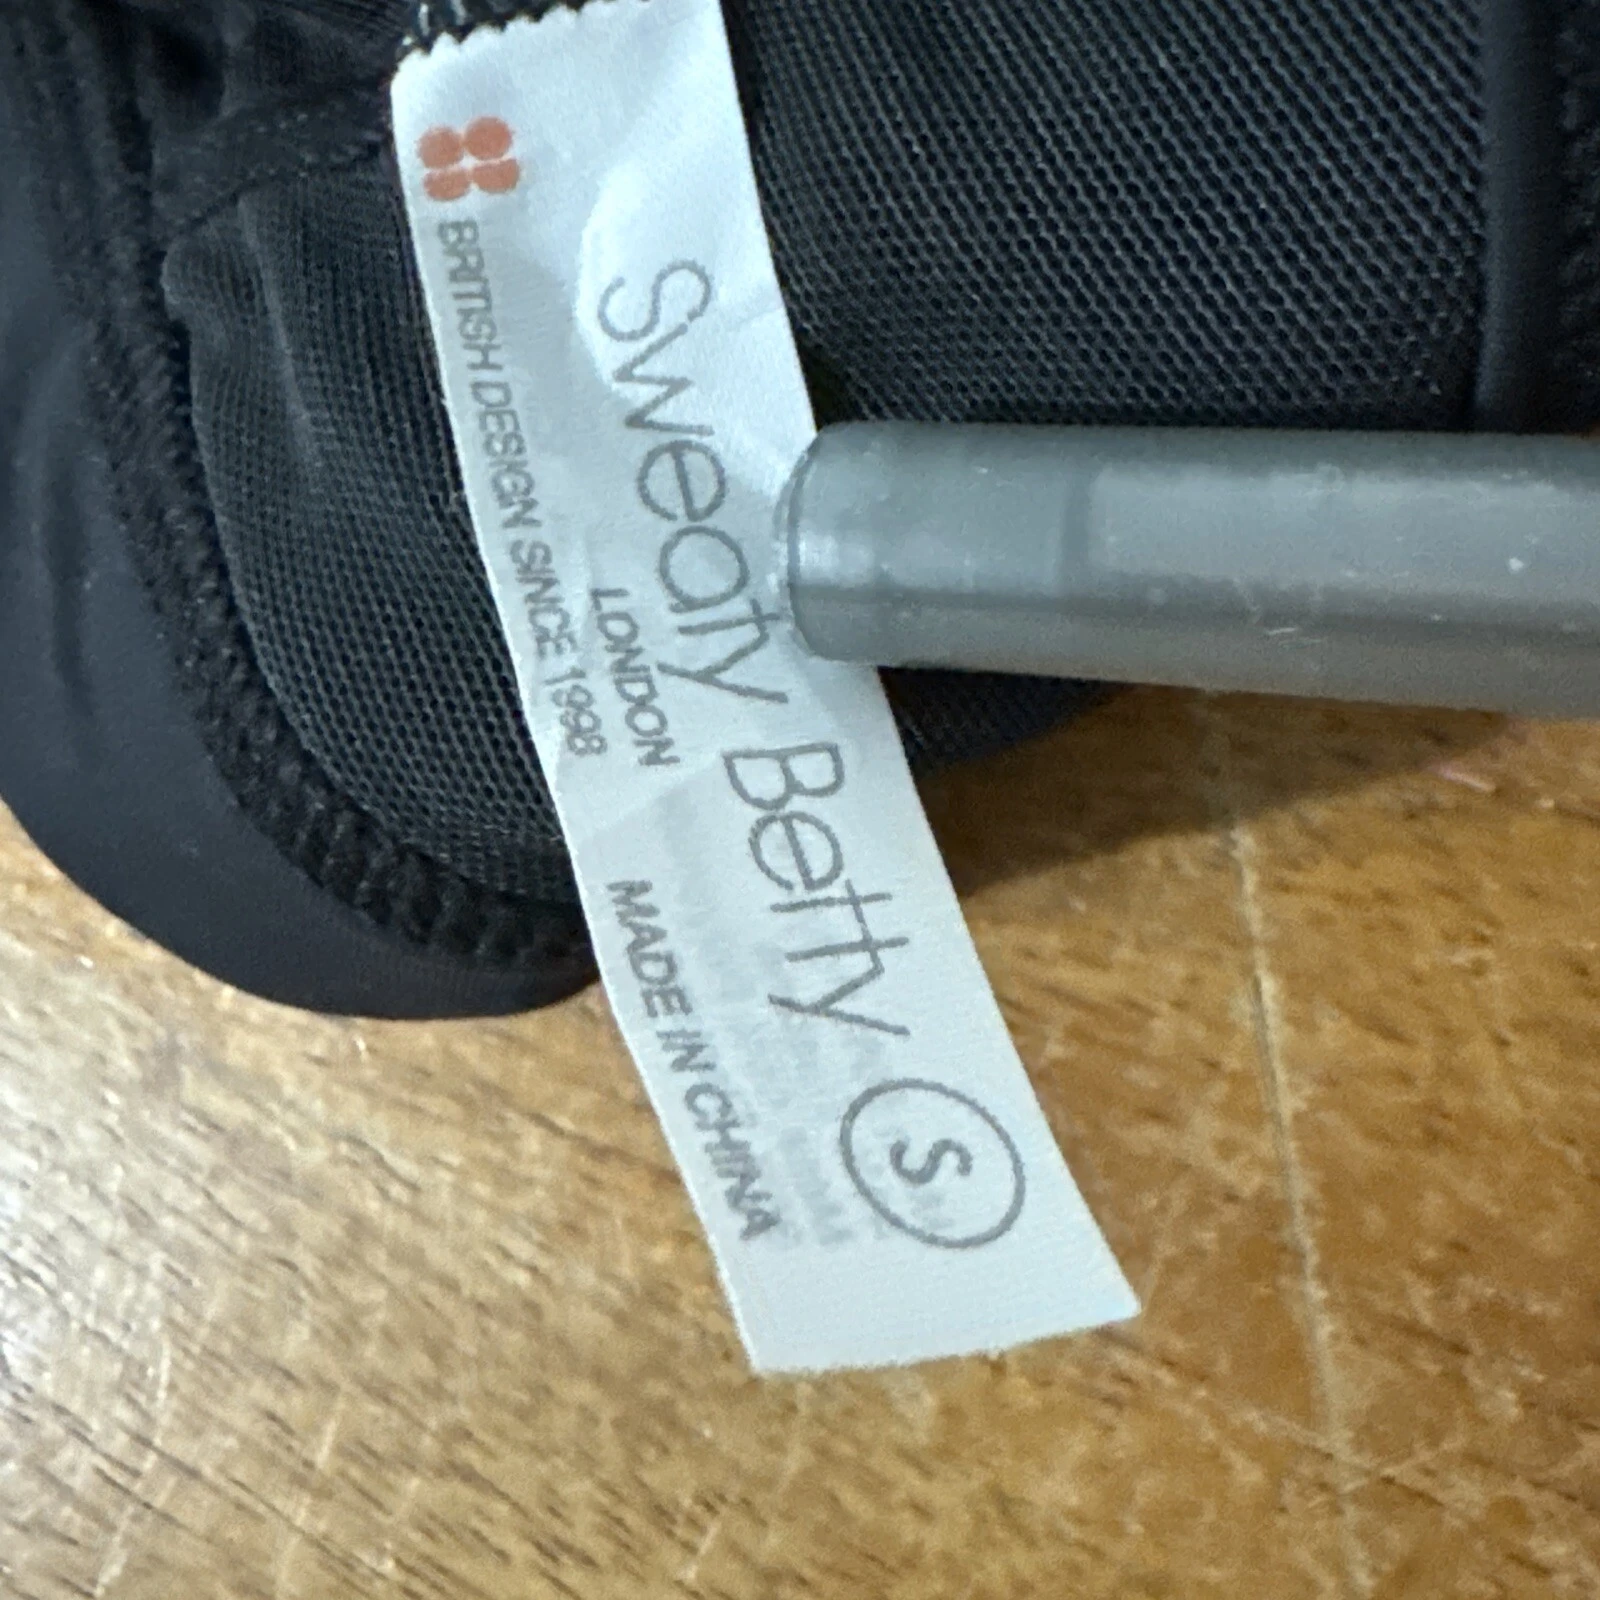 Sweaty Betty
LONDON
BRITISH DESIGN SINCE 1998
S
MADE IN CHINA